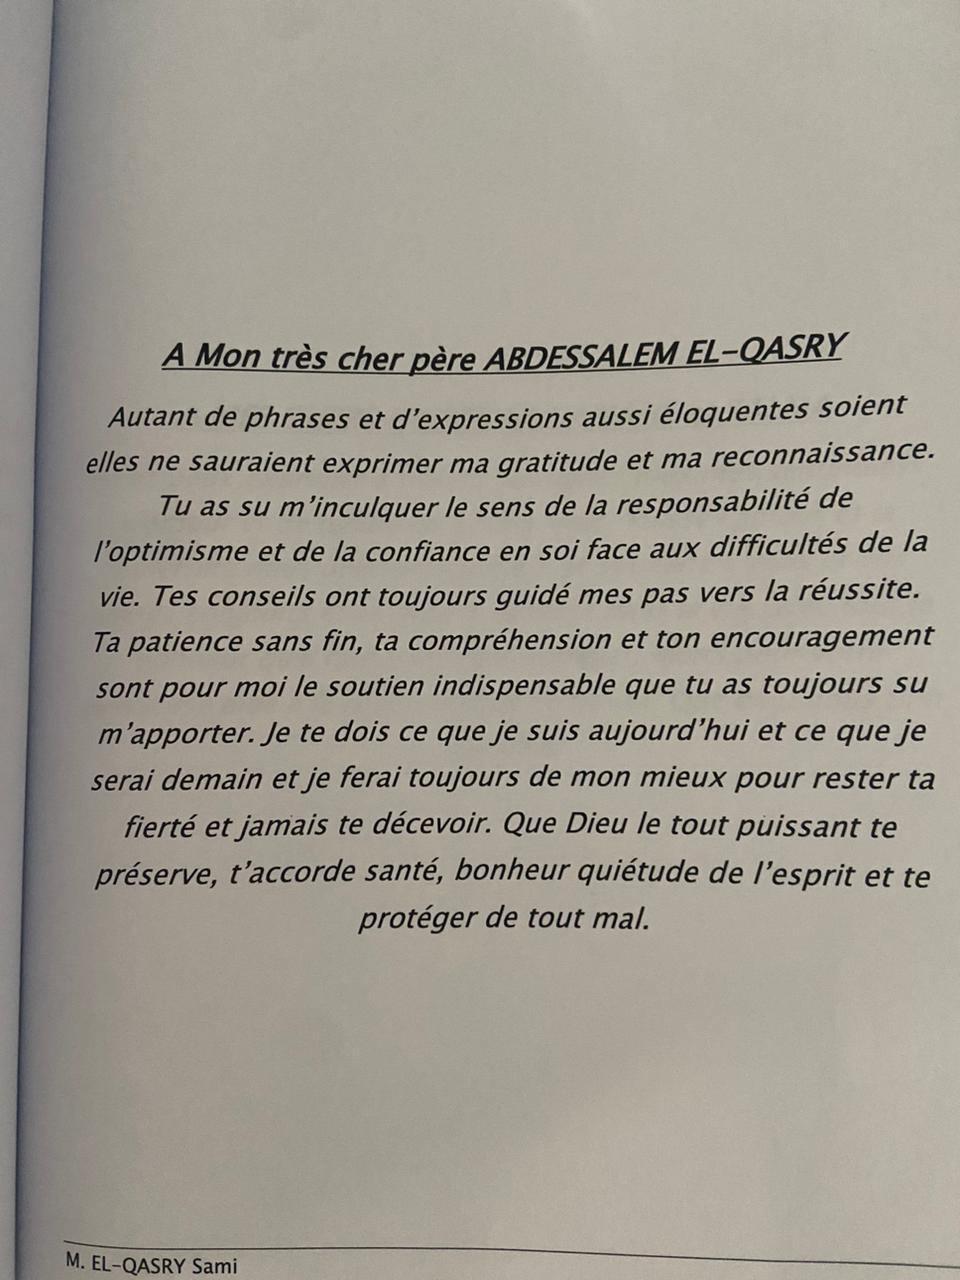 A Mon très cher père ABDESSALEM EL-QASRY
Autant de phrases et d'expressions aussi éloquentes soient
elles ne sauraient exprimer ma gratitude et ma reconnaissance.
Tu as su m'inculquer le sens de la responsabilité de
l'optimisme et de la confiance en soi face aux difficultés de la
vie. Tes conseils ont toujours guidé mes pas vers la réussite.
Ta patience sans fin, ta compréhension et ton encouragement
sont pour moi le soutien indispensable que tu as toujours su
m'apporter. Je te dois ce que je suis aujourd'hui et ce que je
serai demain et je ferai toujours de mon mieux pour rester ta
fierté et jamais te décevoir. Que Dieu le tout puissant te
préserve, t'accorde santé, bonheur quiétude de l'esprit et te
protéger de tout mal.
M. EL-QASRY Sami